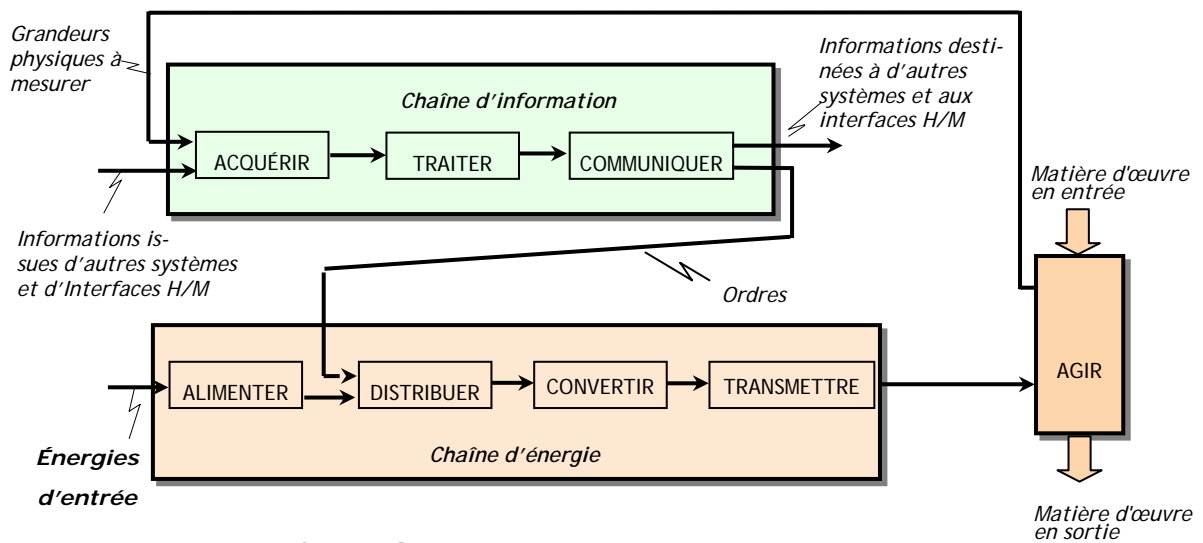 Grandeurs
physiques à
mesurer
Informations desti-
nées à d'autres
systèmes et aux
interfaces H/M
Chaîne d'information
ACQUÉRIR
TRAITER
COMMUNIQUER
Matière d'œuvre
en entrée
Informations is-
sues d'autres systèmes
et d'Interfaces H/M
Ordres
ALIMENTER
DISTRIBUER
CONVERTIR
TRANSMETTRE
AGIR
Énergies
d'entrée
Chaîne d'énergie
Matière d'œuvre
en sortie